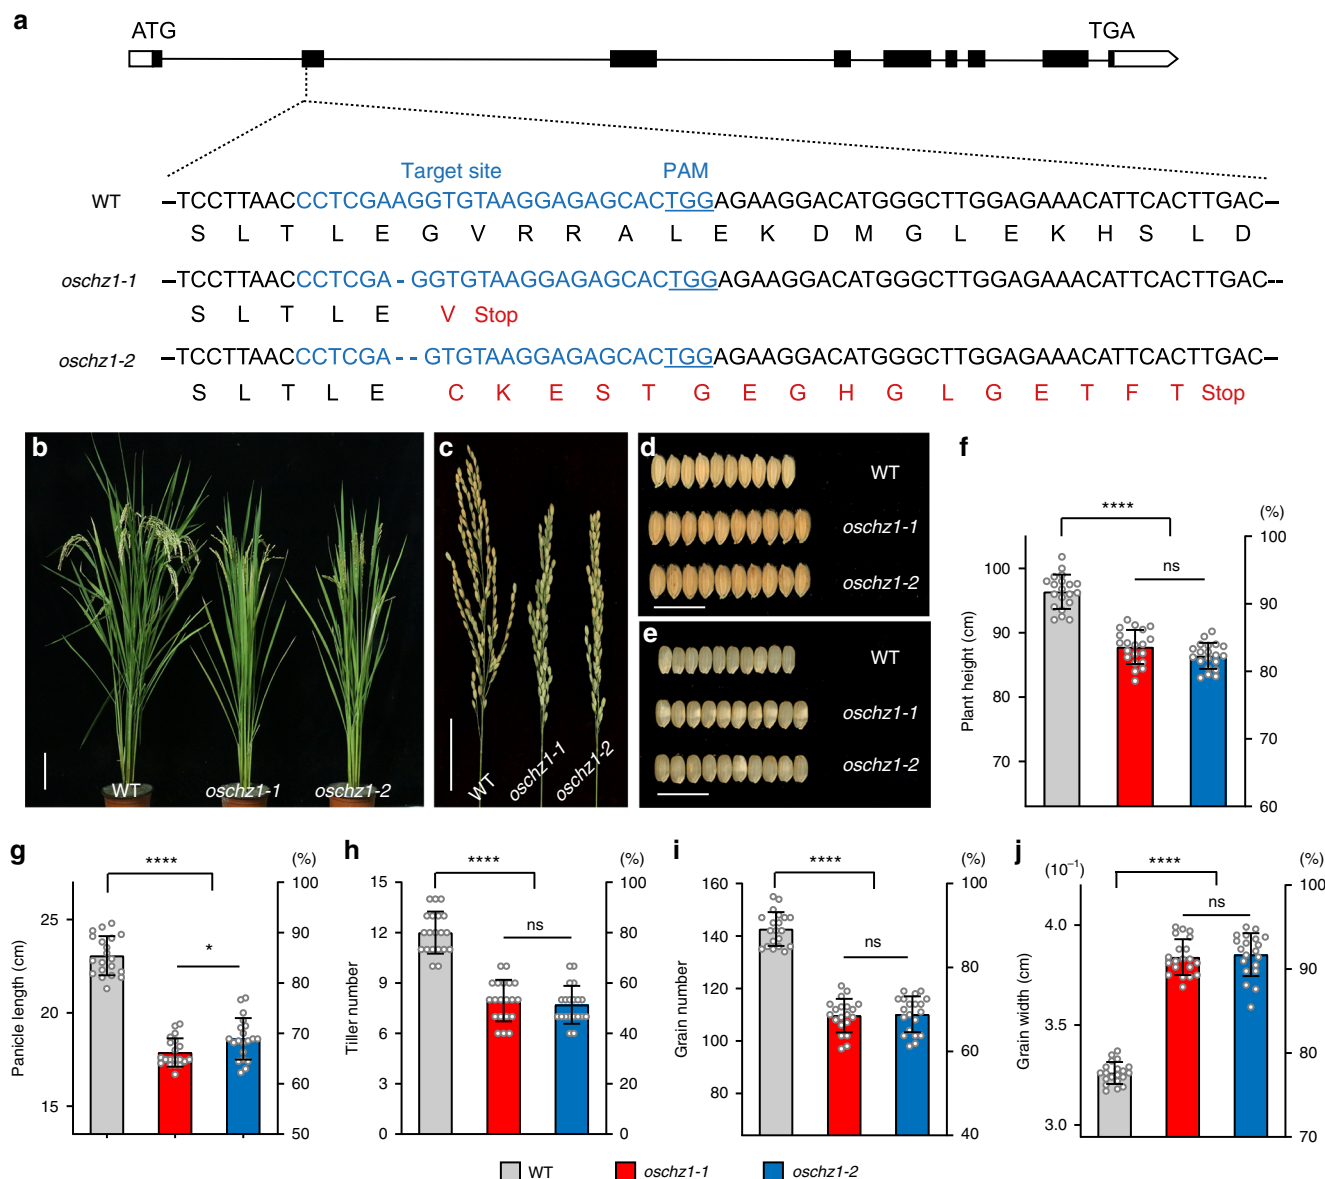 a
ATG TGA
Target site PAM
WT –TCCTTAACCCTCGAAGGTGTAAGGAGAGCACTGGAGAAGGACATGGGCTTGGAGAAACATTCACTTGAC–
S L T L E G V R R A L E K D M G L E K H S L D
oschz1-1 –TCCTTAACCCTCGA - GGTGTAAGGAGAGCACTGGAGAAGGACATGGGCTTGGAGAAACATTCACTTGAC--
S L T L E V Stop
oschz1-2 –TCCTTAACCCTCGA - - GTGTAAGGAGAGCACTGGAGAAGGACATGGGCTTGGAGAAACATTCACTTGAC–
S L T L E C K E S T G E G H G L G E T F T Stop
b
WT oschz1-1 oschz1-2
c
WT oschz1-1 oschz1-2
d
WT
oschz1-1
oschz1-2
e
WT
oschz1-1
oschz1-2
f
**** (%)
ns
Plant height (cm)
100
90
80
70
100
90
80
70
60
g
**** (%)
*
Panicle length (cm)
25
20
15
100
90
80
70
60
50
h
**** (%)
ns
Tiller number
15
12
9
6
3
0
100
80
60
40
20
0
i
**** (%)
ns
Grain number
160
140
120
100
80
100
80
60
40
j
(10⁻¹) **** (%)
ns
Grain width (cm)
4.0
3.5
3.0
100
90
80
70
WT oschz1-1 oschz1-2